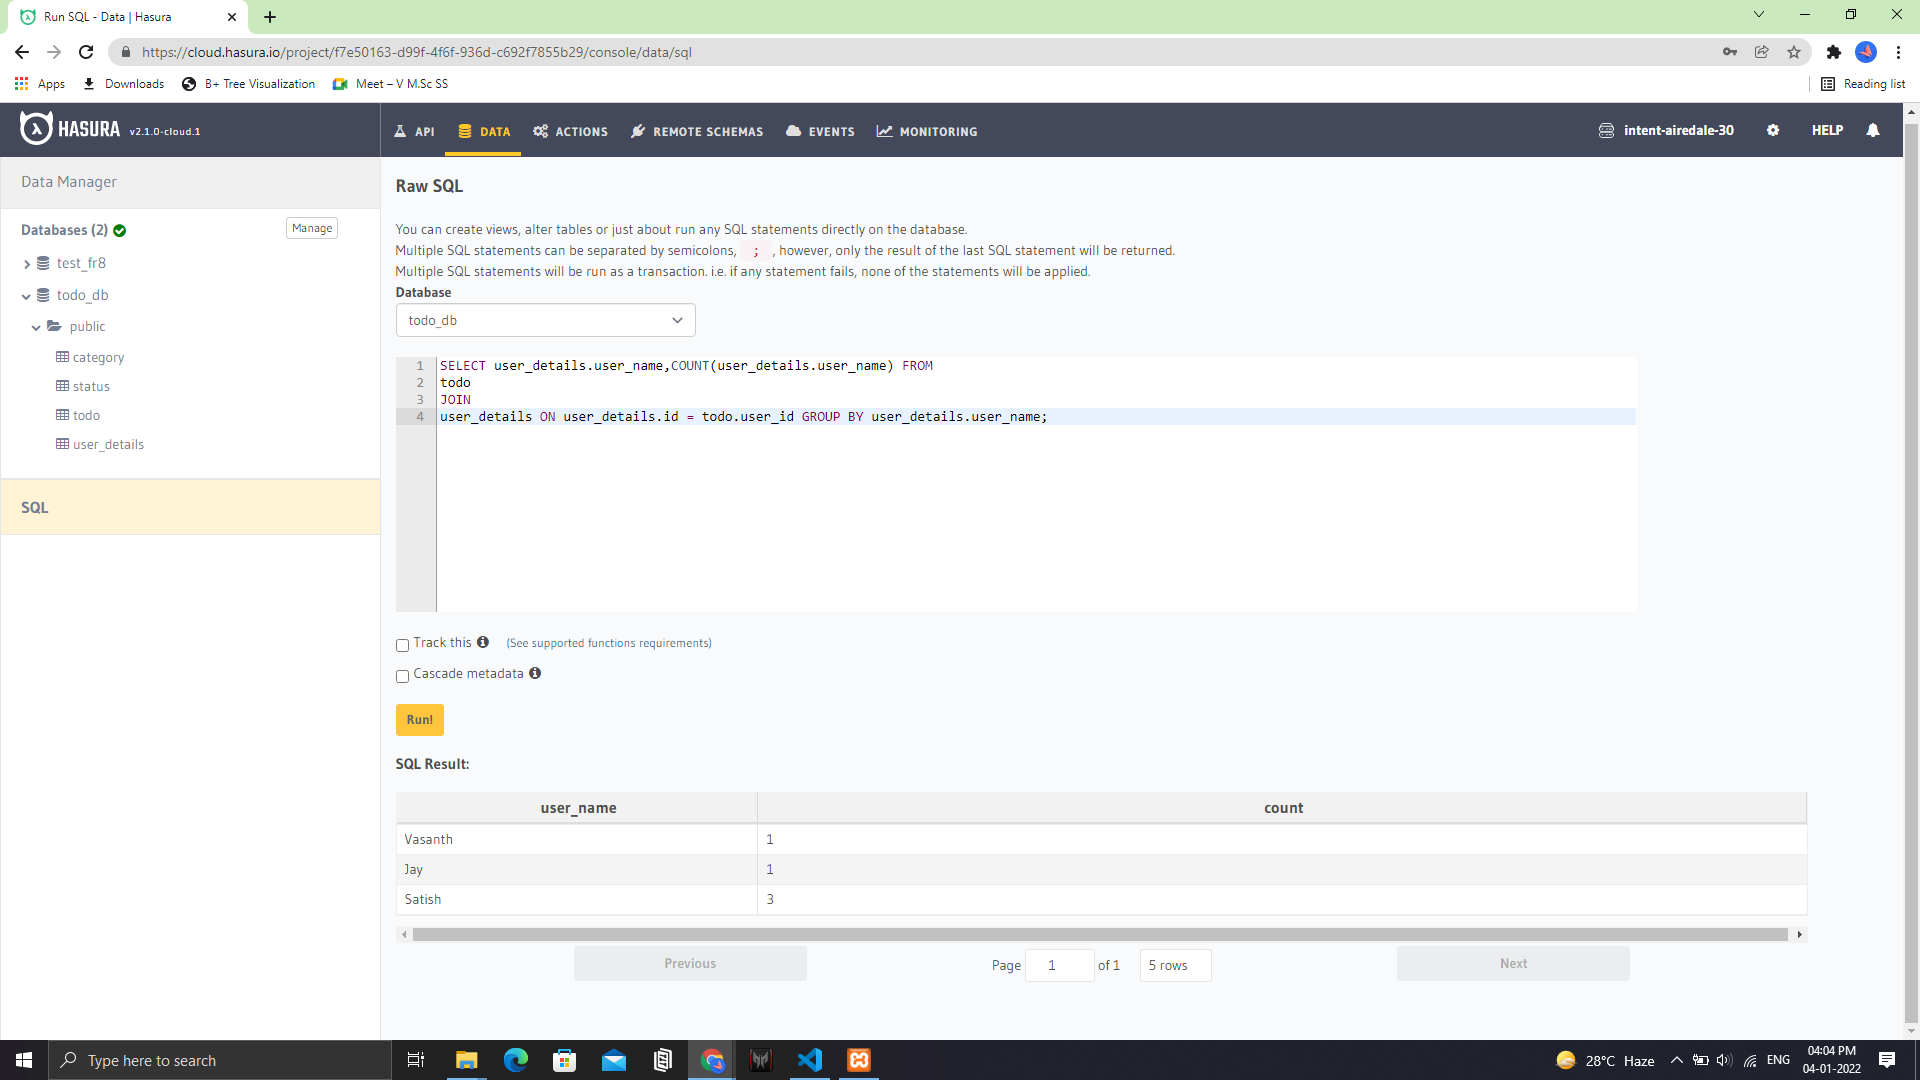 Run SQL - Data | Hasura
https://cloud.hasura.io/project/f7e50163-d99f-4f6f-936d-c692f7855b29/console/data/sql
Apps Downloads B+ Tree Visualization Meet – V M.Sc SS Reading list
HASURA v2.1.0-cloud.1 API DATA ACTIONS REMOTE SCHEMAS EVENTS MONITORING intent-airedale-30 HELP
Data Manager
Databases (2) Manage
test_fr8
todo_db
public
category
status
todo
user_details
SQL
Raw SQL
You can create views, alter tables or just about run any SQL statements directly on the database.
Multiple SQL statements can be separated by semicolons, ; , however, only the result of the last SQL statement will be returned.
Multiple SQL statements will be run as a transaction. i.e. if any statement fails, none of the statements will be applied.
Database
todo_db
1 SELECT user_details.user_name,COUNT(user_details.user_name) FROM
2 todo
3 JOIN
4 user_details ON user_details.id = todo.user_id GROUP BY user_details.user_name;
Track this (See supported functions requirements)
Cascade metadata
Run!
SQL Result:
user_name count
Vasanth 1
Jay 1
Satish 3
Previous Page 1 of 1 5 rows Next
Type here to search
28°C Haze ENG 04:04 PM
04-01-2022